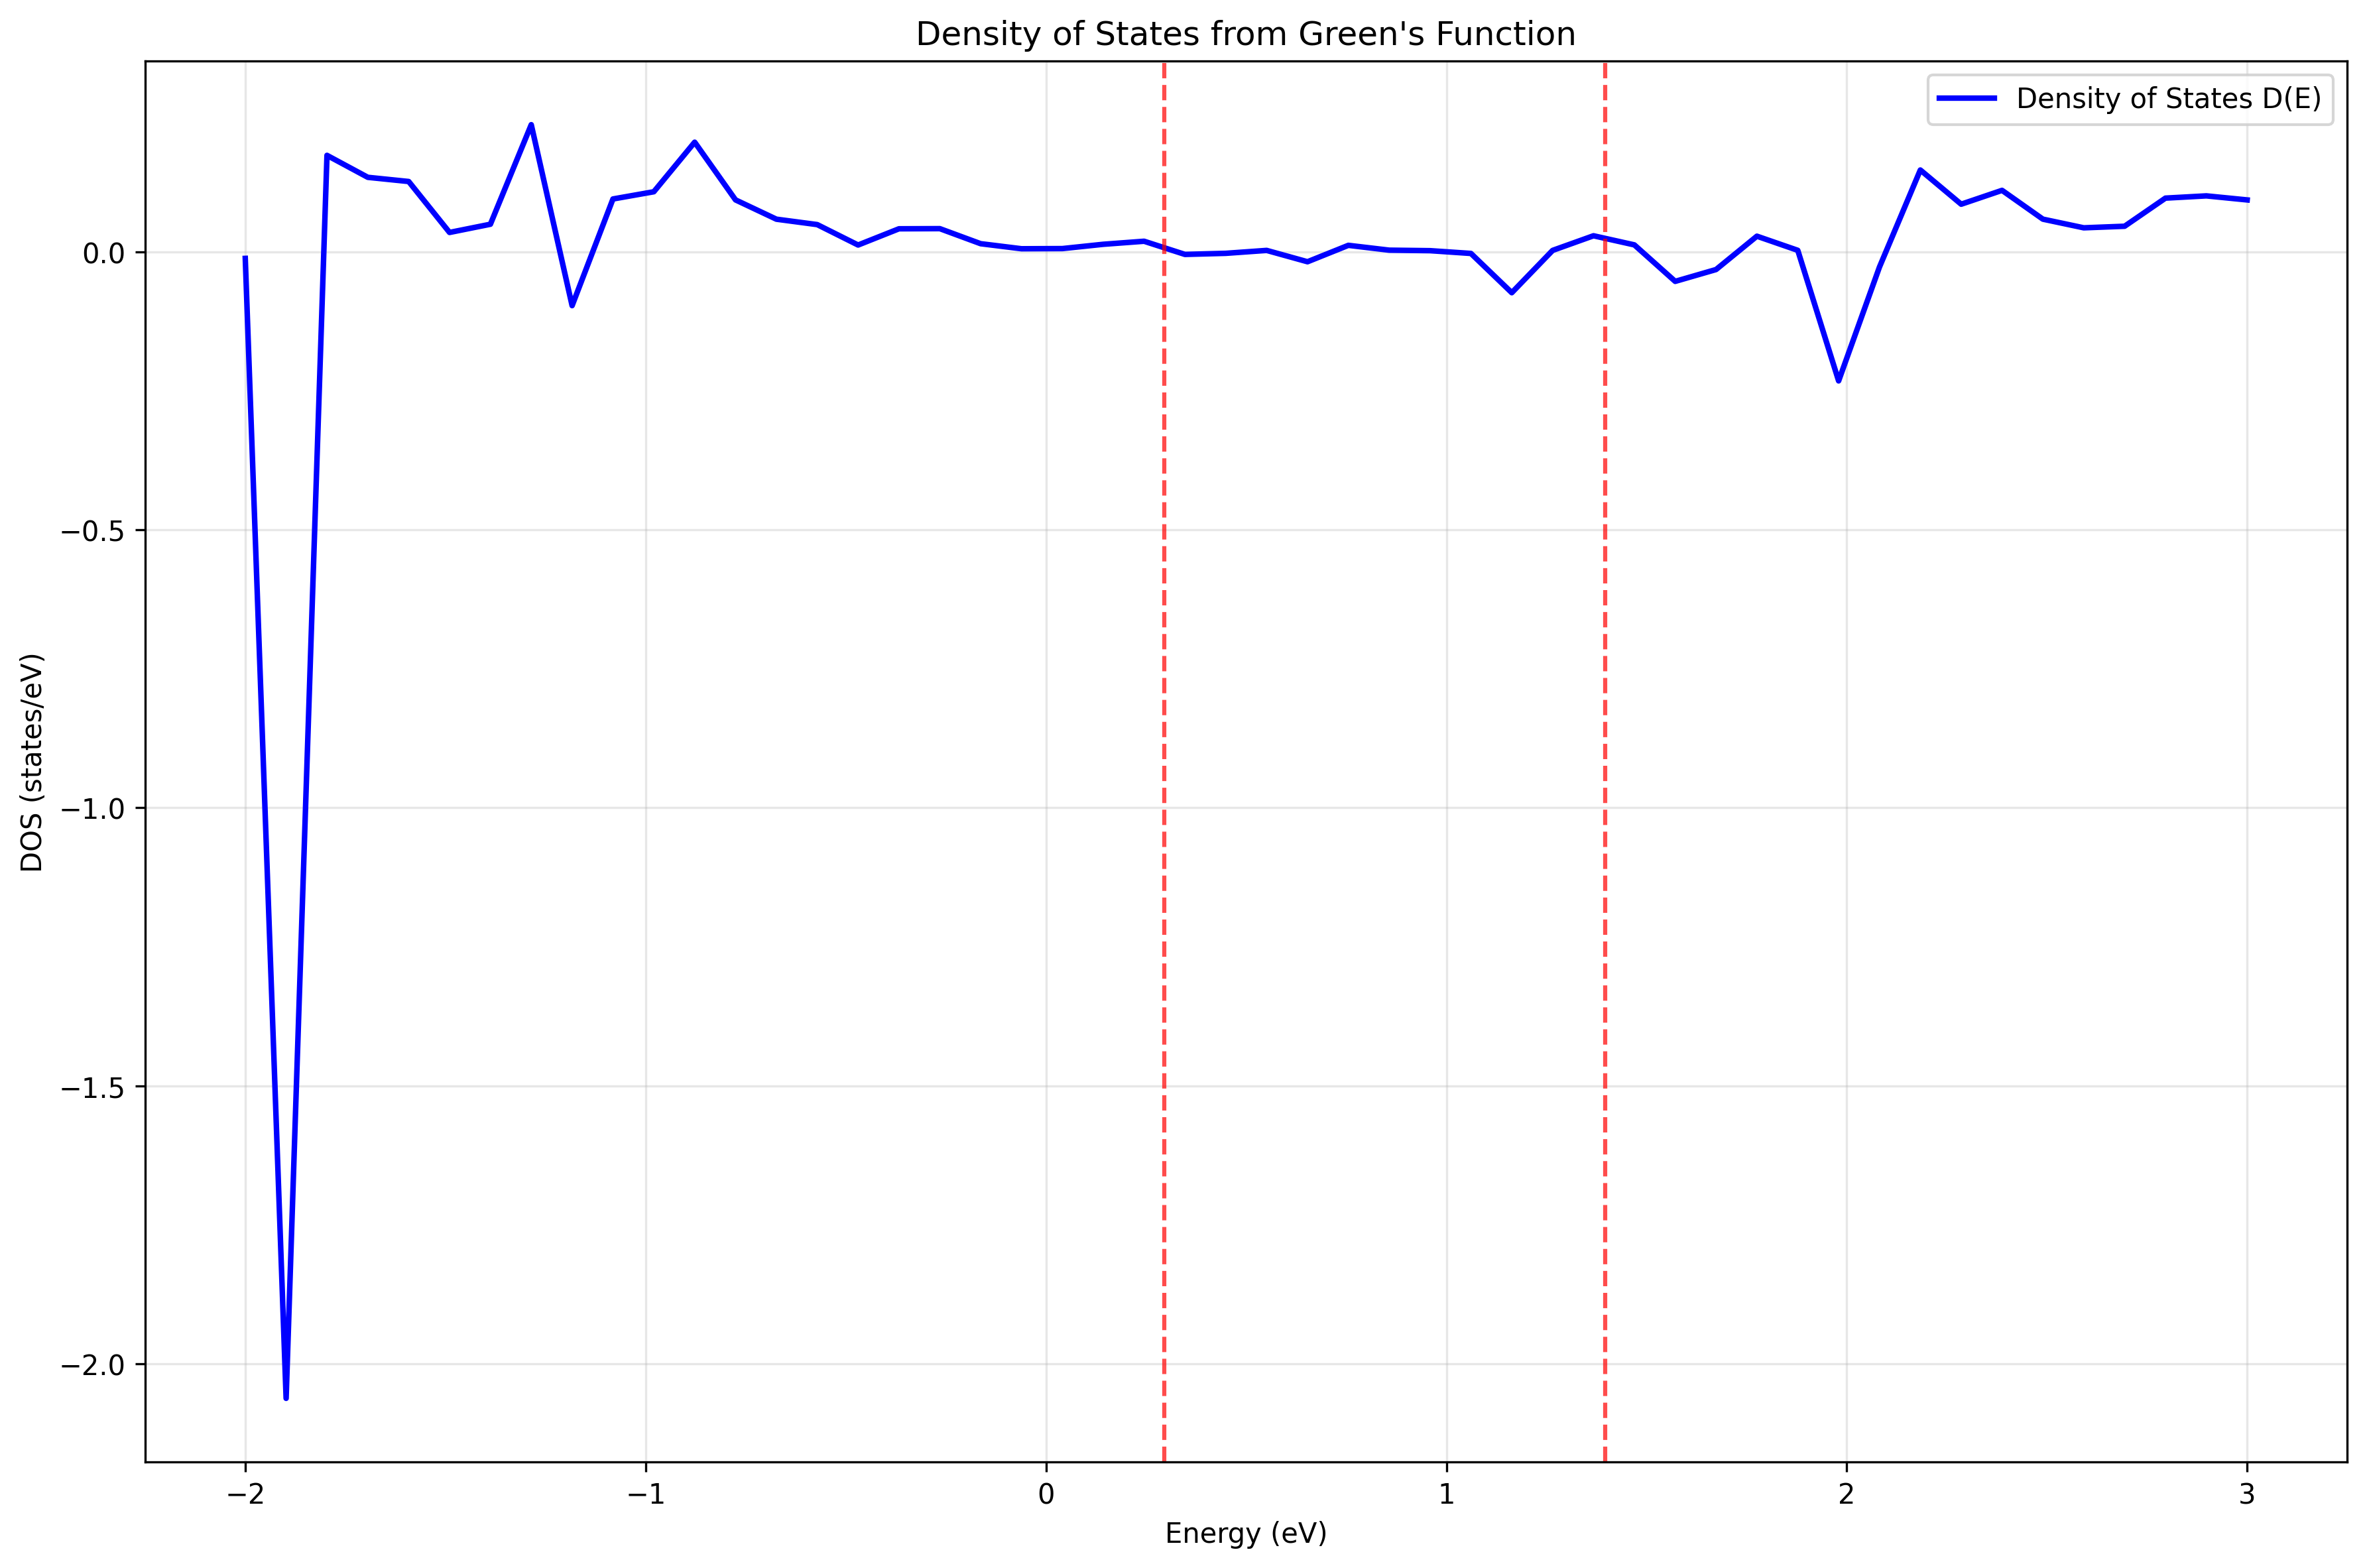 Density of States from Green's Function
Density of States D(E)
DOS (states/eV)
0.0
−0.5
−1.0
−1.5
−2.0
−2
−1
0
1
2
3
Energy (eV)